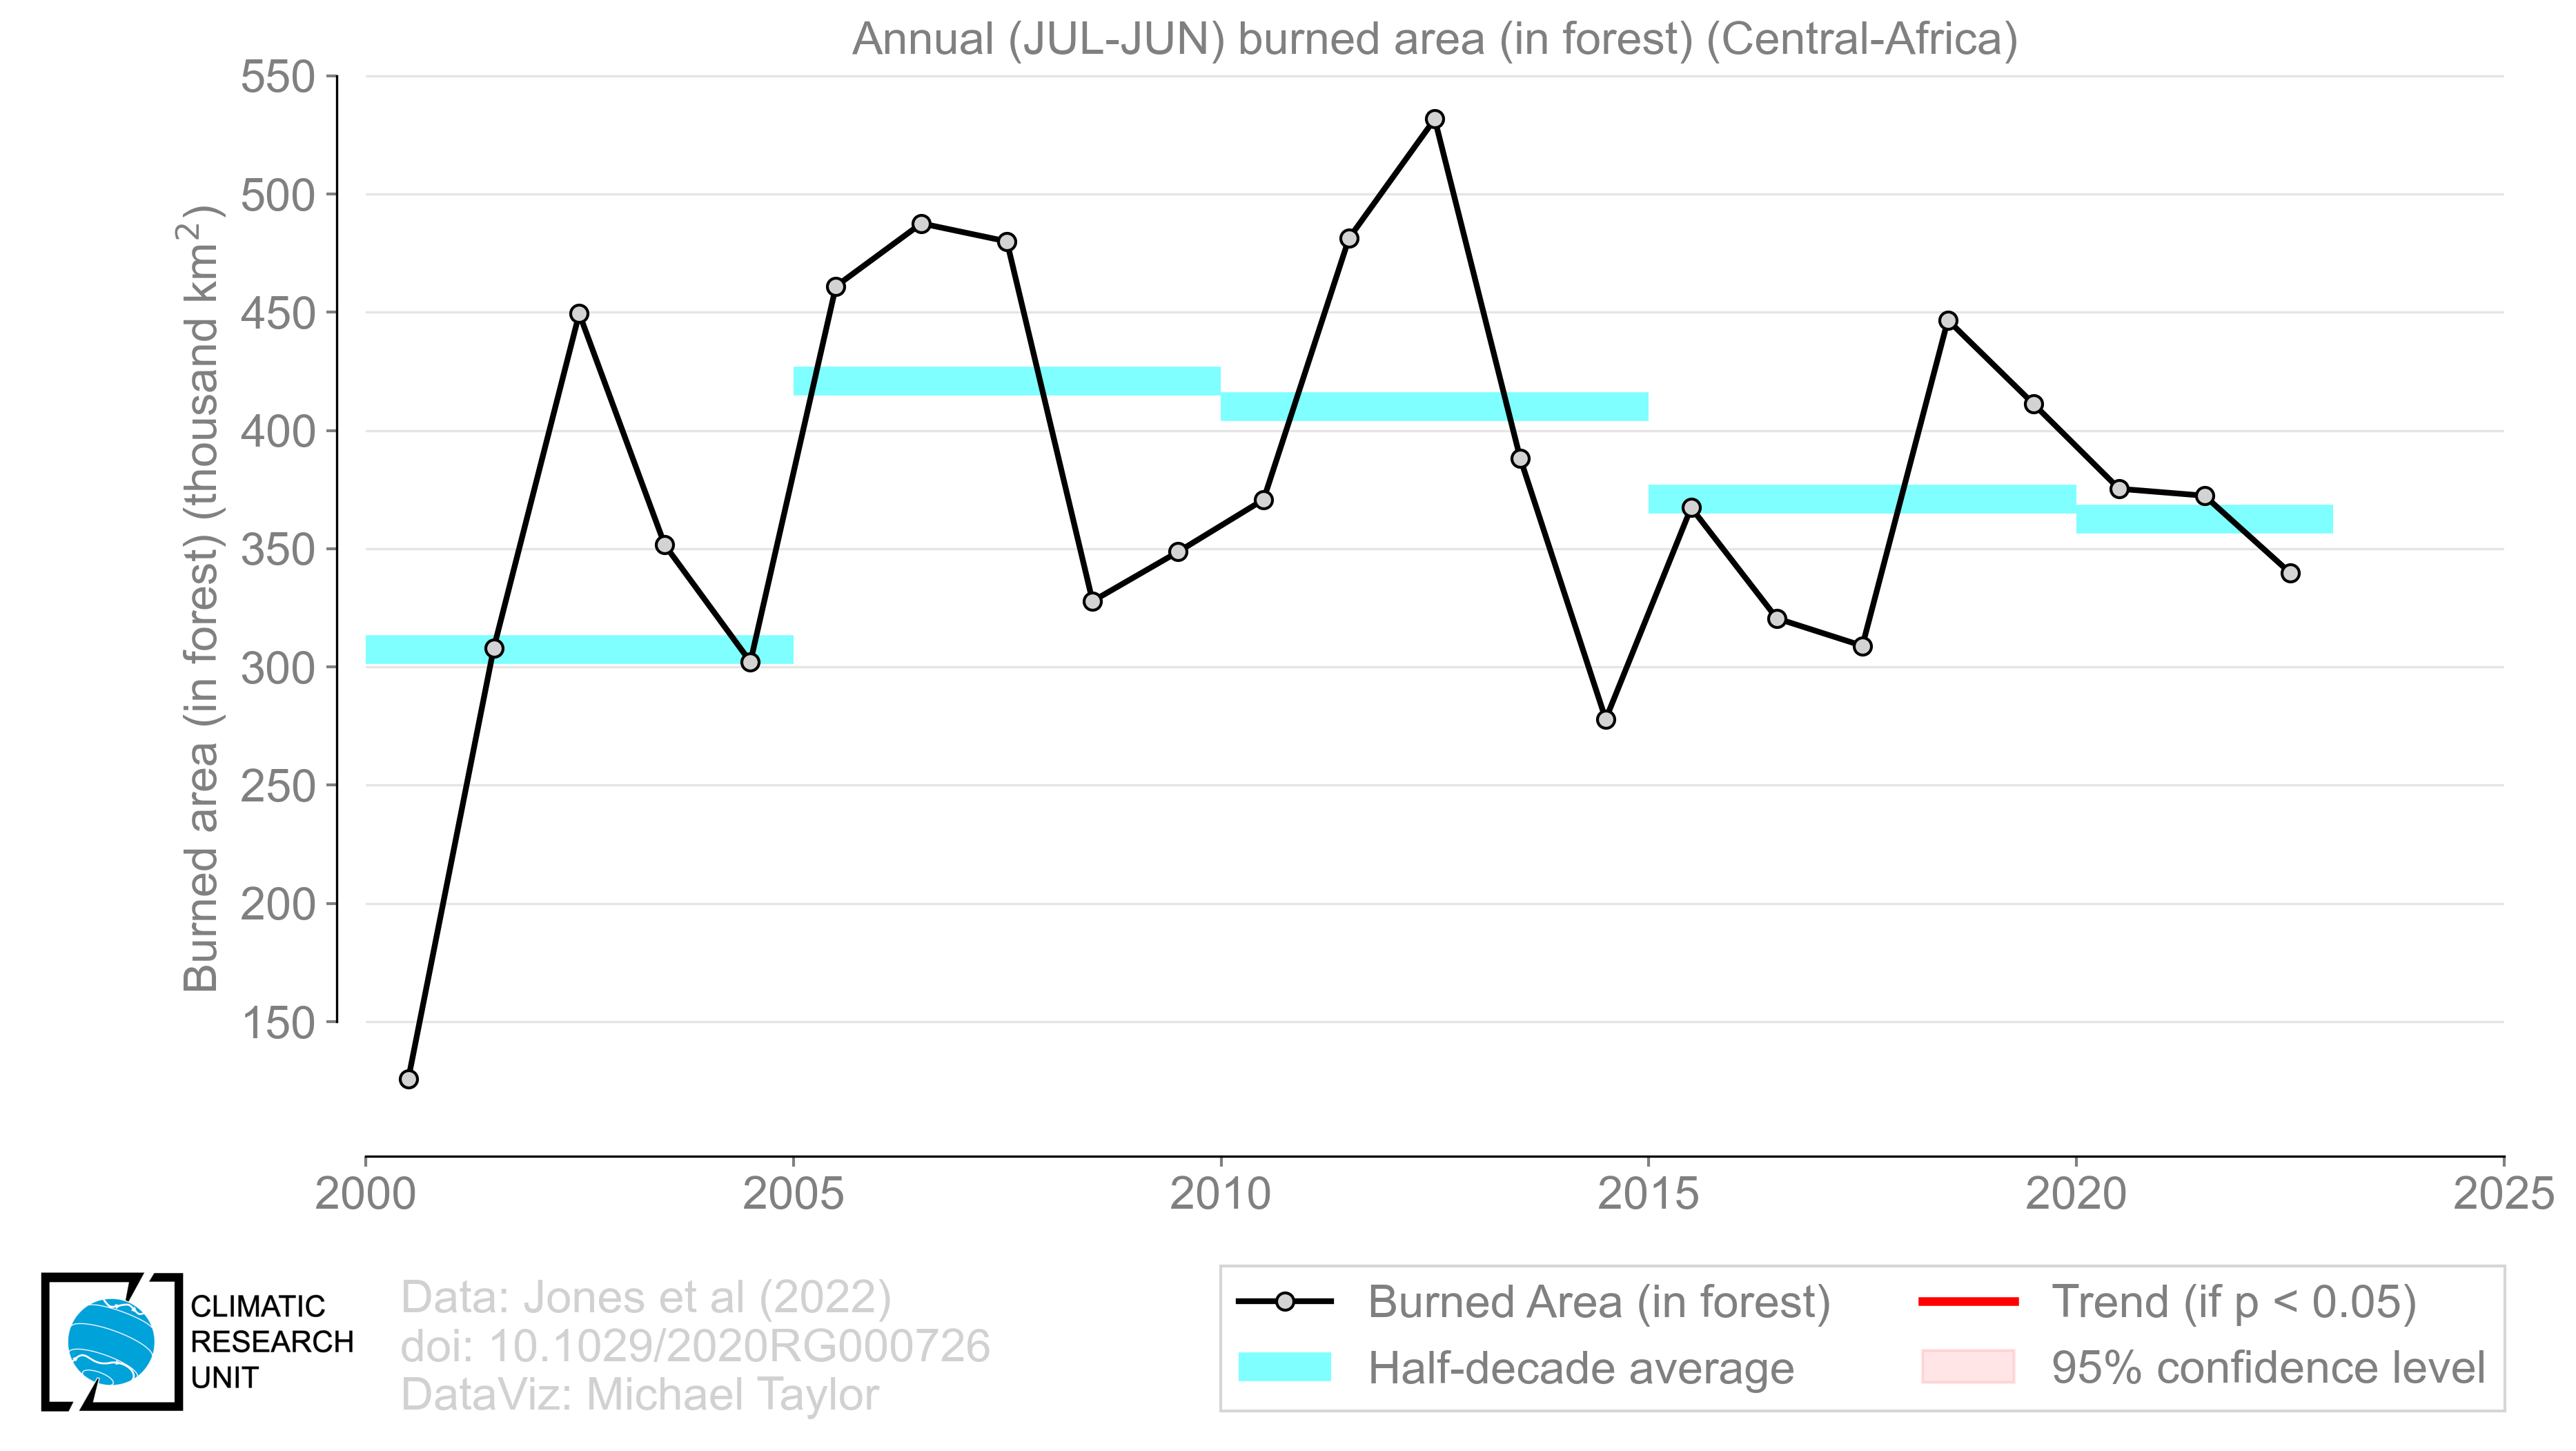 Annual (JUL-JUN) burned area (in forest) (Central-Africa)
Burned area (in forest) (thousand km²)
550
500
450
400
350
300
250
200
150
2000
2005
2010
2015
2020
2025
CLIMATIC
RESEARCH
UNIT
Data: Jones et al (2022)
doi: 10.1029/2020RG000726
DataViz: Michael Taylor
Burned Area (in forest)
Half-decade average
Trend (if p < 0.05)
95% confidence level